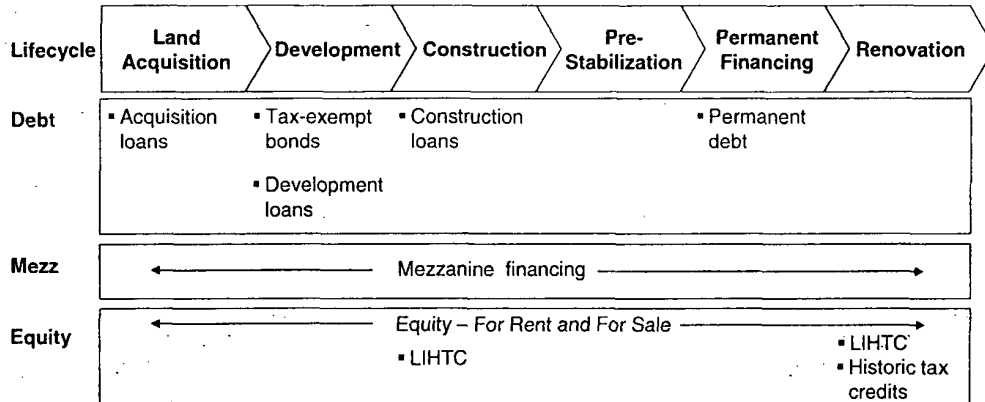 Lifecycle
Land
Acquisition
Development
Construction
Pre-
Stabilization
Permanent
Financing
Renovation
Debt
▪ Acquisition
loans
▪ Tax-exempt
bonds
▪ Development
loans
▪ Construction
loans
▪ Permanent
debt
Mezz
Mezzanine financing
Equity
Equity – For Rent and For Sale
▪ LIHTC
▪ LIHTC
▪ Historic tax
credits